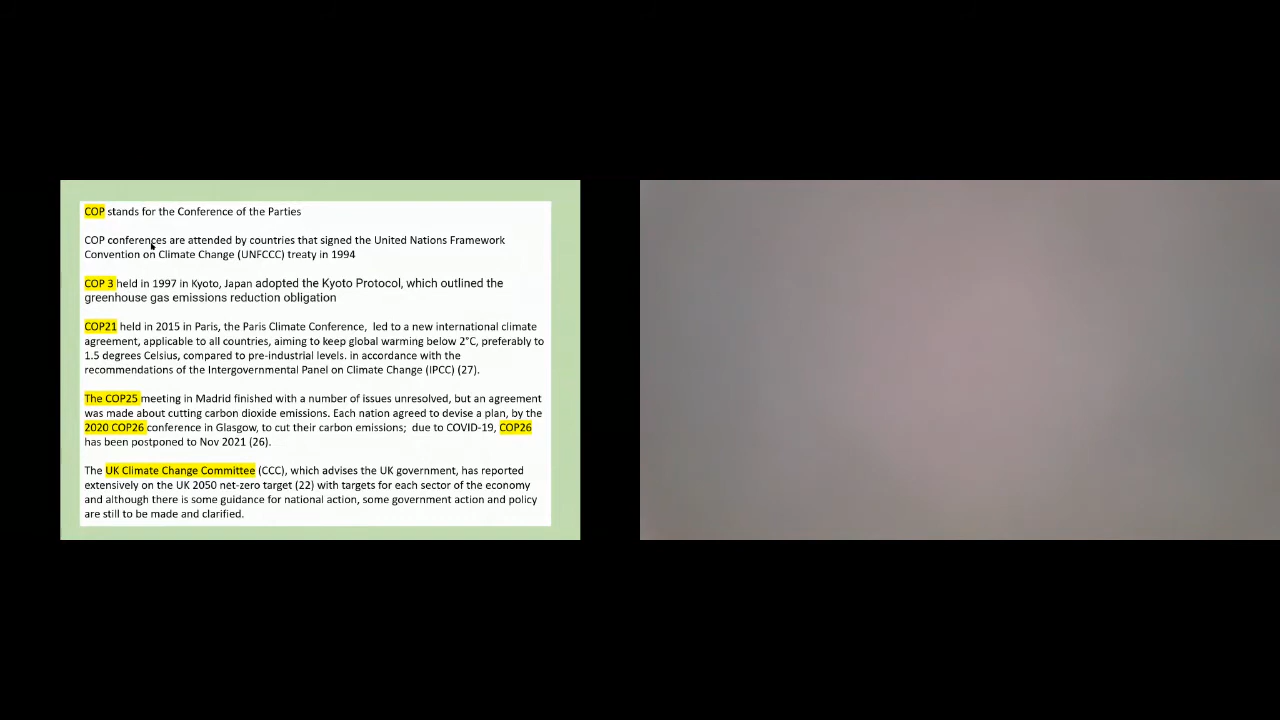 COP stands for the Conference of the Parties
COP conferences are attended by countries that signed the United Nations Framework
Convention on Climate Change (UNFCCC) treaty in 1994
COP 3 held in 1997 in Kyoto, Japan adopted the Kyoto Protocol, which outlined the
greenhouse gas emissions reduction obligation
COP21 held in 2015 in Paris, the Paris Climate Conference, led to a new international climate
agreement, applicable to all countries, aiming to keep global warming below 2°C, preferably to
1.5 degrees Celsius, compared to pre-industrial levels. in accordance with the
recommendations of the Intergovernmental Panel on Climate Change (IPCC) (27).
The COP25 meeting in Madrid finished with a number of issues unresolved, but an agreement
was made about cutting carbon dioxide emissions. Each nation agreed to devise a plan, by the
2020 COP26 conference in Glasgow, to cut their carbon emissions; due to COVID-19, COP26
has been postponed to Nov 2021 (26).
The UK Climate Change Committee (CCC), which advises the UK government, has reported
extensively on the UK 2050 net-zero target (22) with targets for each sector of the economy
and although there is some guidance for national action, some government action and policy
are still to be made and clarified.